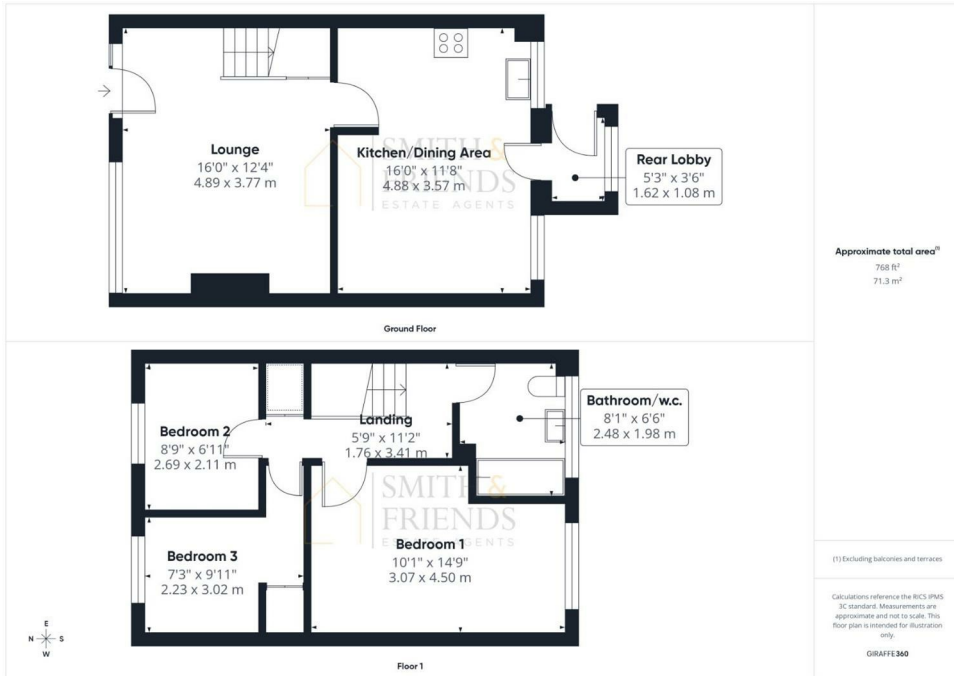 Lounge
16'0" x 12'4"
4.89 x 3.77 m
Kitchen/Dining Area
16'0" x 11'8"
4.88 x 3.57 m
SMITH &
FRIENDS
ESTATE AGENTS
Rear Lobby
5'3" x 3'6"
1.62 x 1.08 m
Ground Floor
Approximate total area(1)
768 ft²
71.3 m²
Bedroom 2
8'9" x 6'11"
2.69 x 2.11 m
Landing
5'9" x 11'2"
1.76 x 3.41 m
Bathroom/w.c.
8'1" x 6'6"
2.48 x 1.98 m
SMITH &
FRIENDS
ESTATE AGENTS
Bedroom 3
7'3" x 9'11"
2.23 x 3.02 m
Bedroom 1
10'1" x 14'9"
3.07 x 4.50 m
E
N S
W
Floor 1
(1) Excluding balconies and terraces
Calculations reference the RICS IPMS
3C standard. Measurements are
approximate and not to scale. This
floor plan is intended for illustration
only.
GIRAFFE360